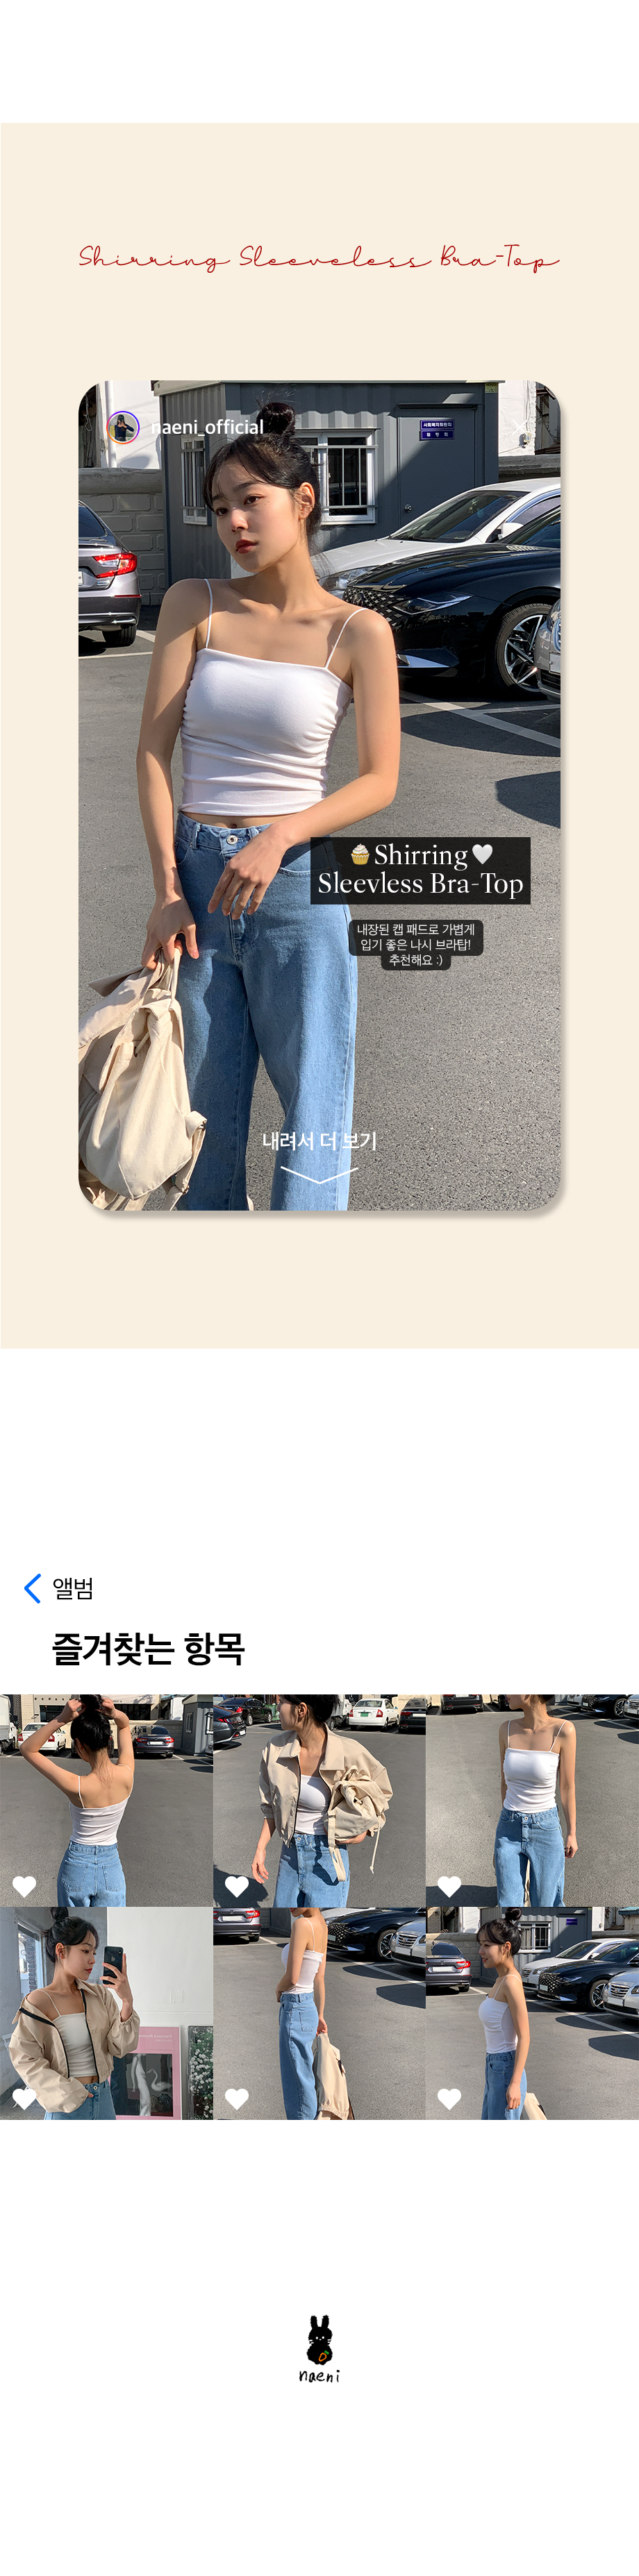 Shirring Sleeveless Bra-Top
naeni_official
🧁Shirring🤍
Sleevless Bra-Top
내장된 캡 패드로 가볍게
입기 좋은 나시 브라탑!
추천해요 :)
내려서 더 보기
앨범
즐겨찾는 항목
naeni